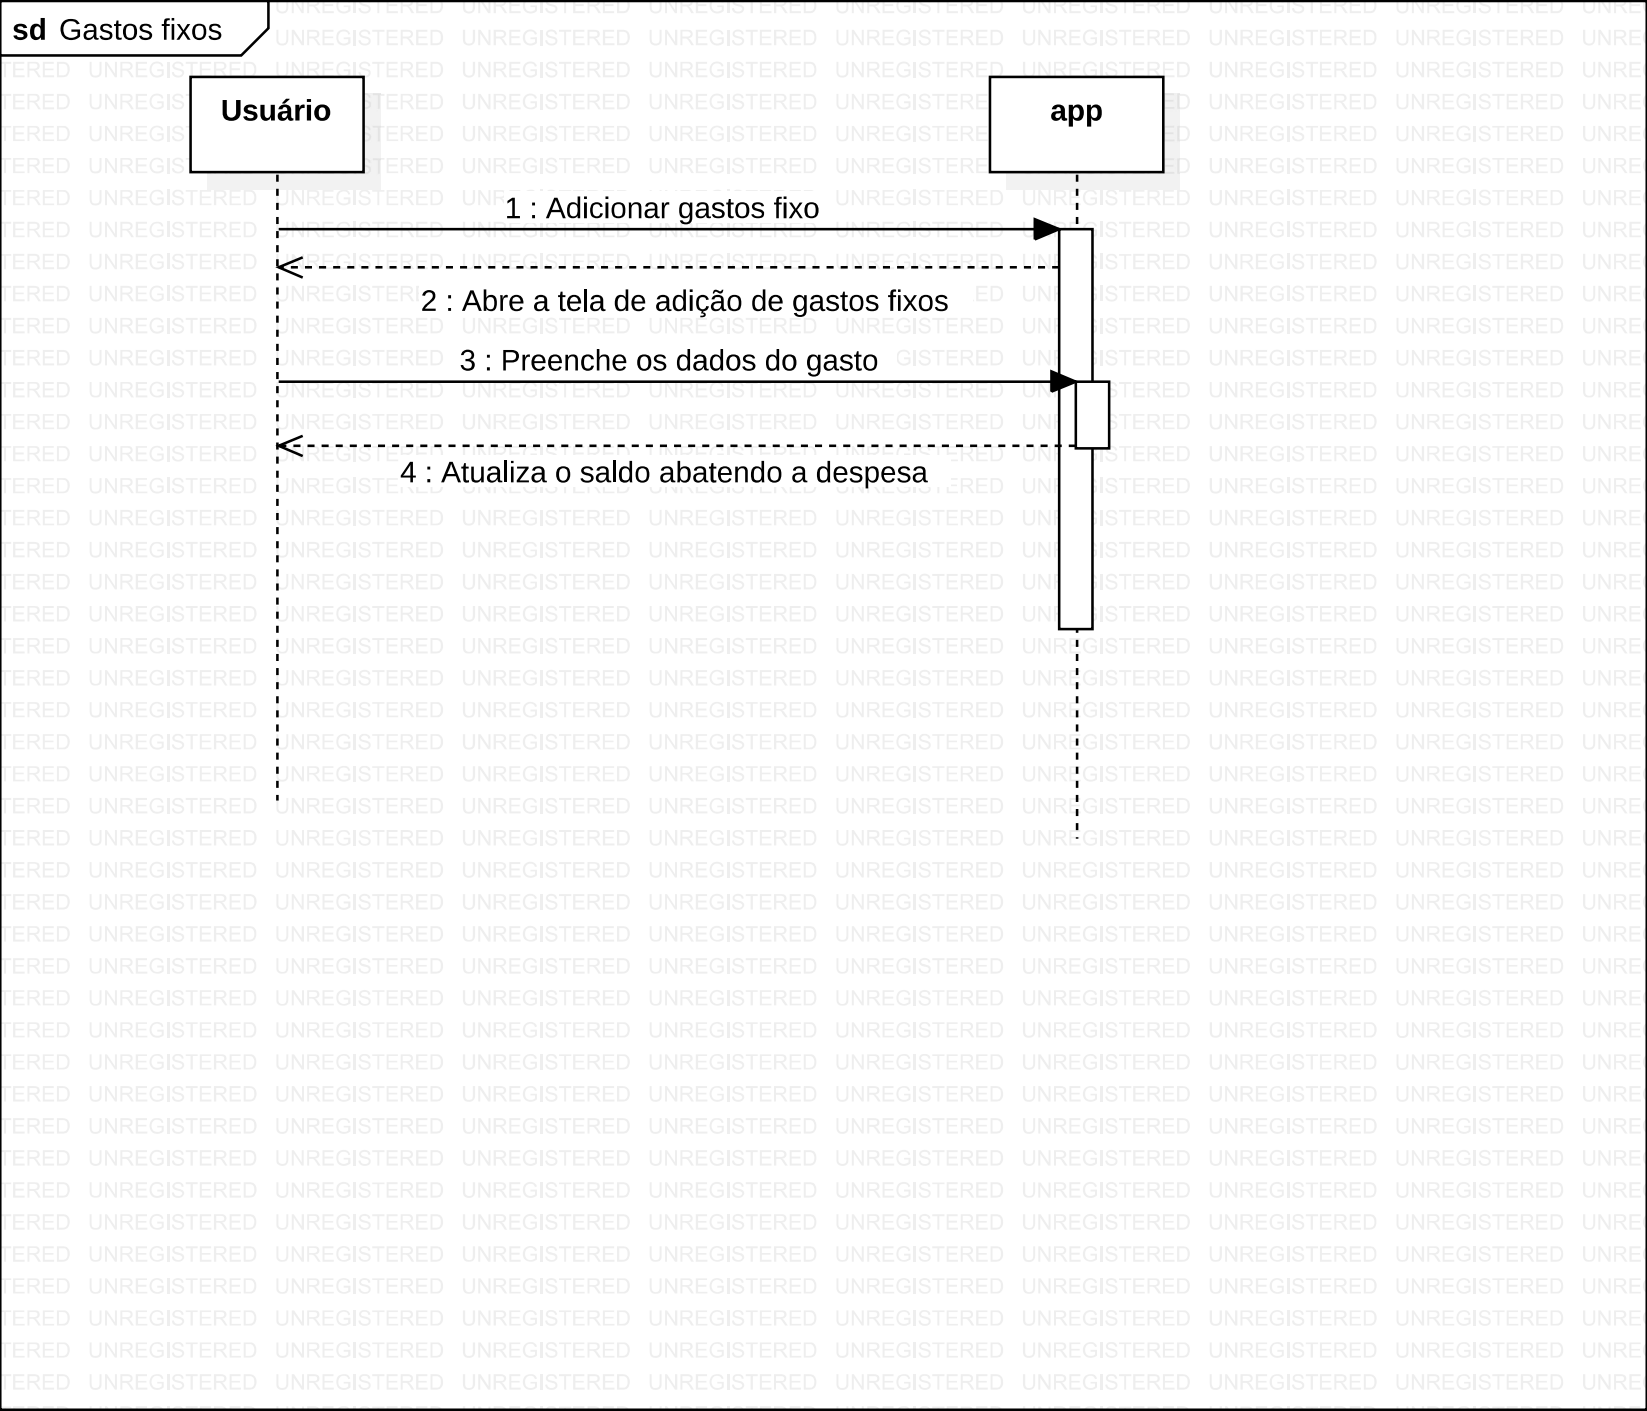 sd Gastos fixos
Usuário
app
1 : Adicionar gastos fixo
2 : Abre a tela de adição de gastos fixos
3 : Preenche os dados do gasto
4 : Atualiza o saldo abatendo a despesa
UNREGISTERED